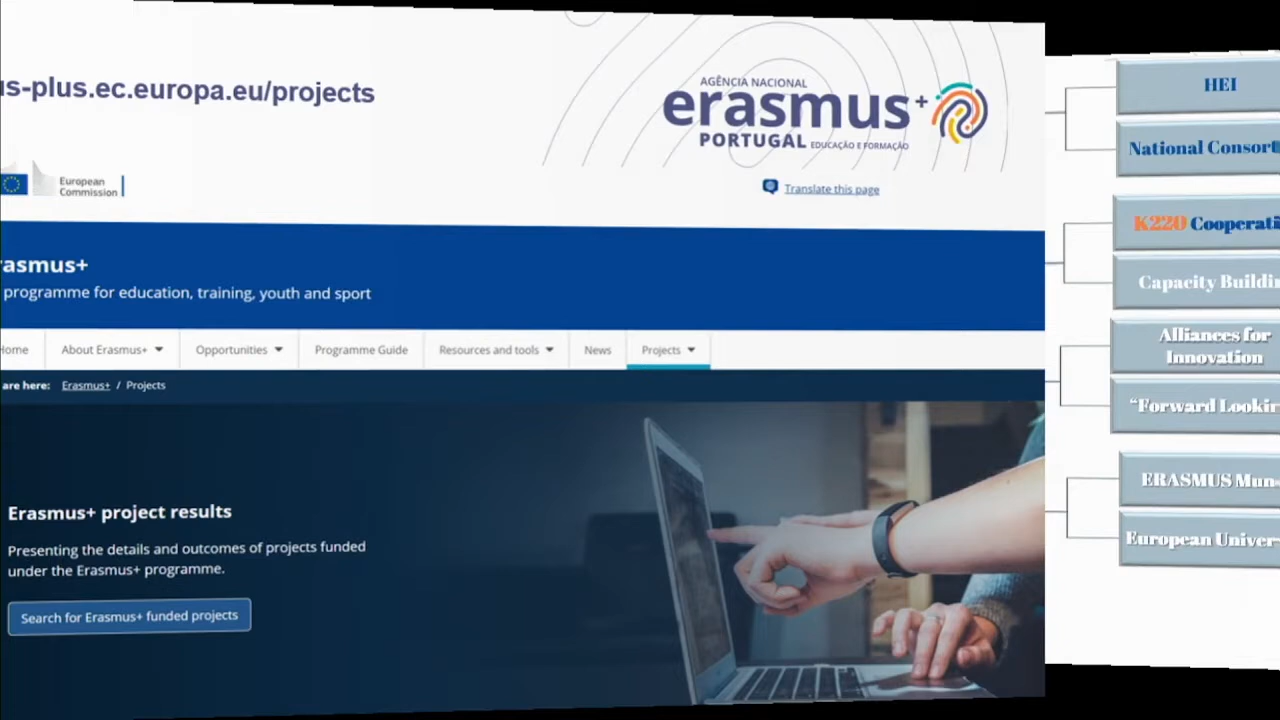 us-plus.ec.europa.eu/projects
AGÊNCIA NACIONAL
erasmus+
PORTUGAL EDUCAÇÃO E FORMAÇÃO
European
Commission
Translate this page
rasmus+
programme for education, training, youth and sport
Home About Erasmus+ Opportunities Programme Guide Resources and tools News Projects
are here: Erasmus+ / Projects
Erasmus+ project results
Presenting the details and outcomes of projects funded
under the Erasmus+ programme.
Search for Erasmus+ funded projects
HEI
National Consort
K220 Cooperati
Capacity Buildin
Alliances for
Innovation
“Forward Lookin
ERASMUS Mun
European Univer